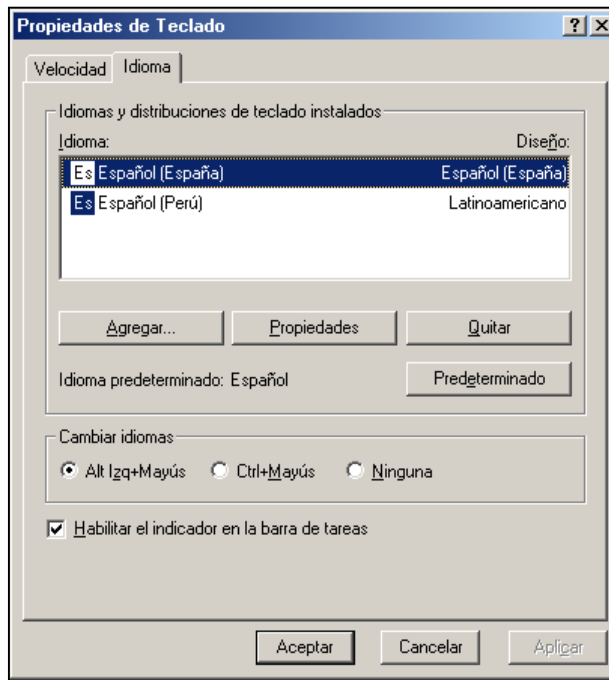 Propiedades de Teclado
Velocidad Idioma
Idiomas y distribuciones de teclado instalados
Idioma: Diseño:
Es Español (España) Español (España)
Es Español (Perú) Latinoamericano
Agregar... Propiedades Quitar
Idioma predeterminado: Español Predeterminado
Cambiar idiomas
Alt Izq+Mayús Ctrl+Mayús Ninguna
Habilitar el indicador en la barra de tareas
Aceptar Cancelar Aplicar